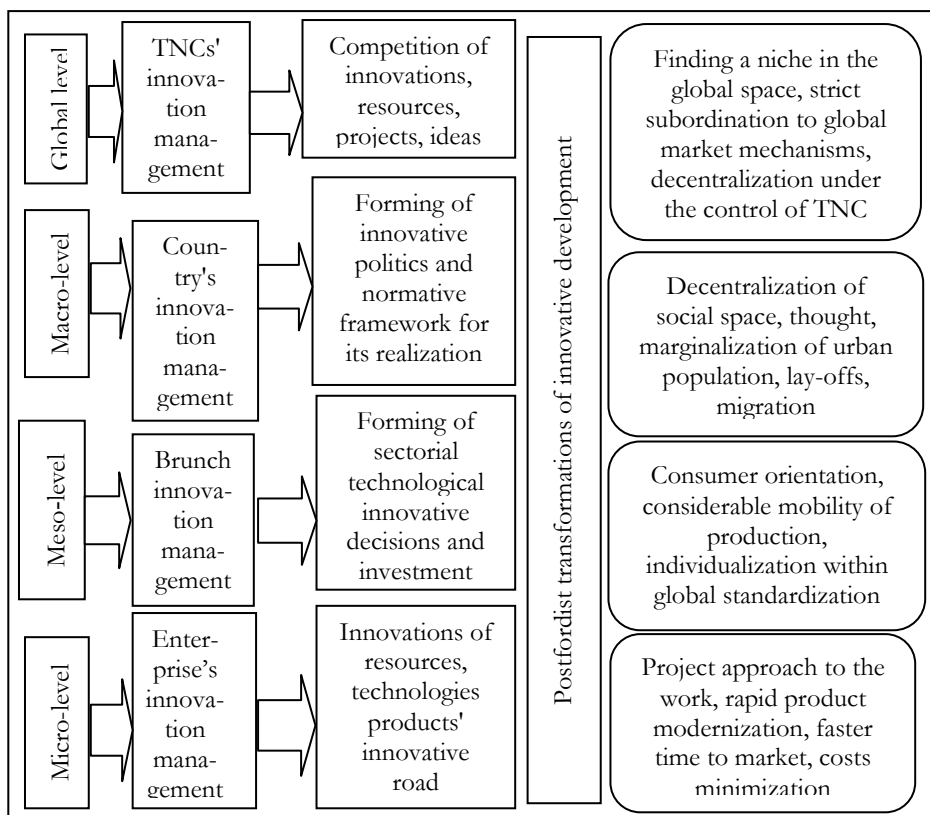 Global level
TNCs'
innova-
tion
mana-
gement
Competition of
innovations,
resources,
projects, ideas
Macro-level
Coun-
try's
innova-
tion
mana-
gement
Forming of
innovative
politics and
normative
framework for
its realization
Meso-level
Brunch
innova-
tion
mana-
gement
Forming of
sectorial
technological
innovative
decisions and
investment
Micro-level
Enter-
prise’s
innova-
tion
mana-
gement
Innovations of
resources,
technologies
products'
innovative
road
Postfordist transformations of innovative development
Finding a niche in the
global space, strict
subordination to global
market mechanisms,
decentralization under
the control of TNC
Decentralization of
social space, thought,
marginalization of urban
population, lay-offs,
migration
Consumer orientation,
considerable mobility of
production,
individualization within
global standardization
Project approach to the
work, rapid product
modernization, faster
time to market, costs
minimization